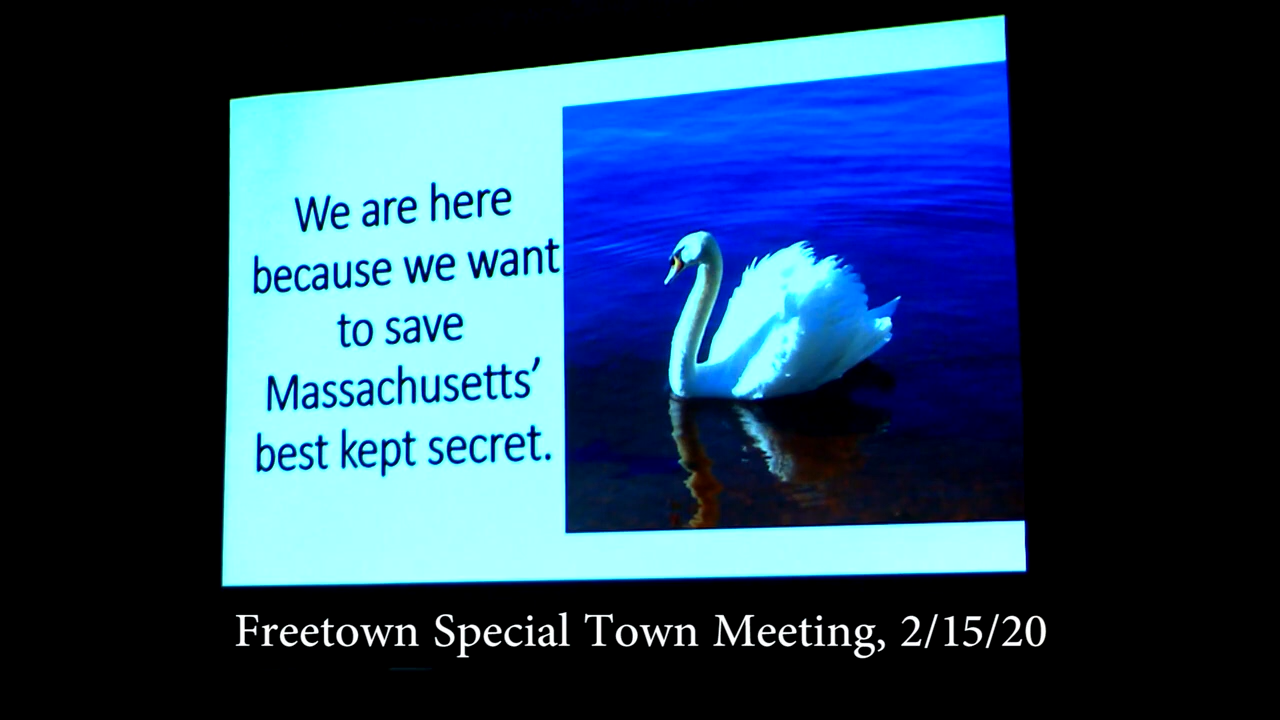 We are here
because we want
to save
Massachusetts’
best kept secret.
Freetown Special Town Meeting, 2/15/20